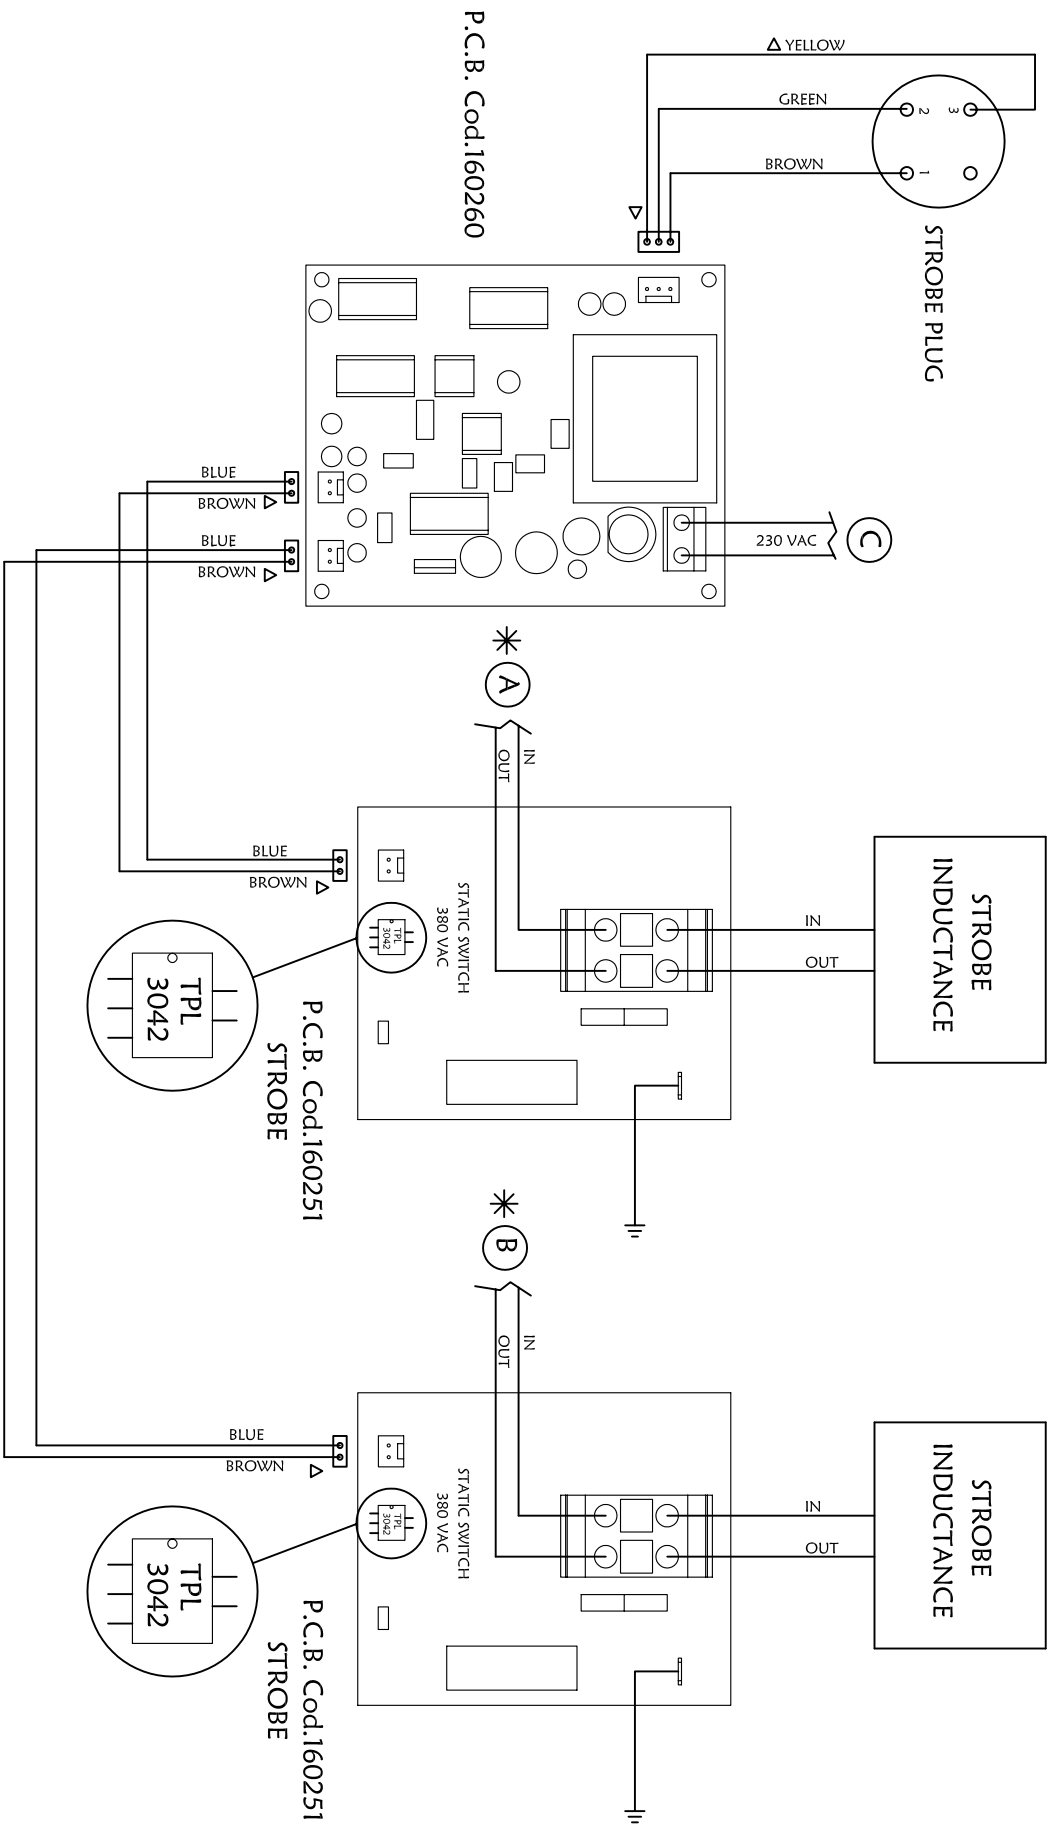 △ YELLOW
GREEN
BROWN
3
2
1
STROBE PLUG
P.C.B. Cod.160260
230 VAC
C
BLUE
BROWN
BLUE
BROWN
A
IN
OUT
STROBE
INDUCTANCE
IN
OUT
STATIC SWITCH
380 VAC
BLUE
BROWN
TPL
3042
TPL
3042
P.C.B. Cod.160251
STROBE
B
IN
OUT
STROBE
INDUCTANCE
IN
OUT
STATIC SWITCH
380 VAC
BLUE
BROWN
TPL
3042
TPL
3042
P.C.B. Cod.160251
STROBE